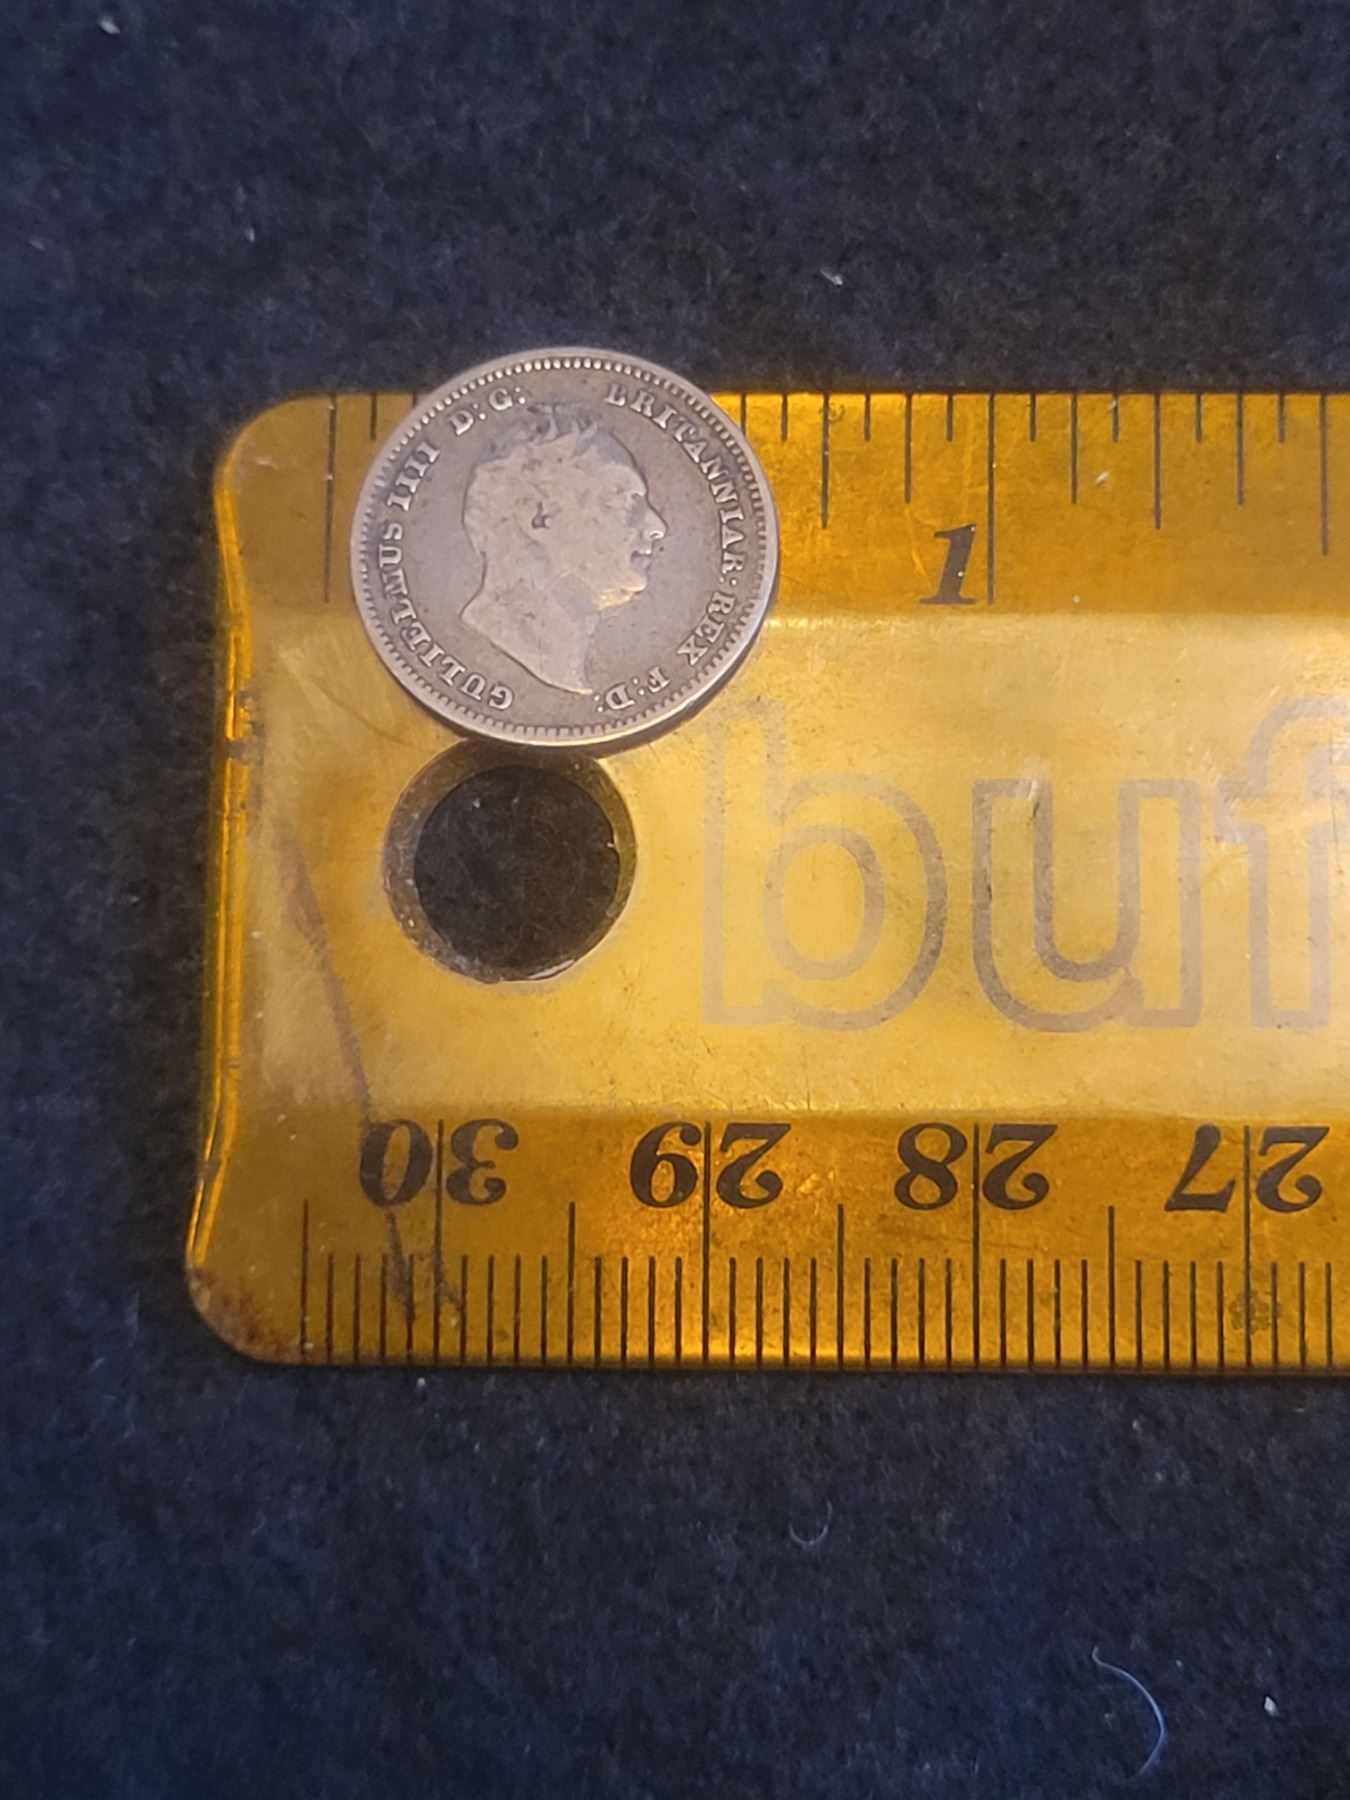 GULIELMUS IIII D:G: BRITANNIAR: REX F:D:
1
buf
30 29 28 27